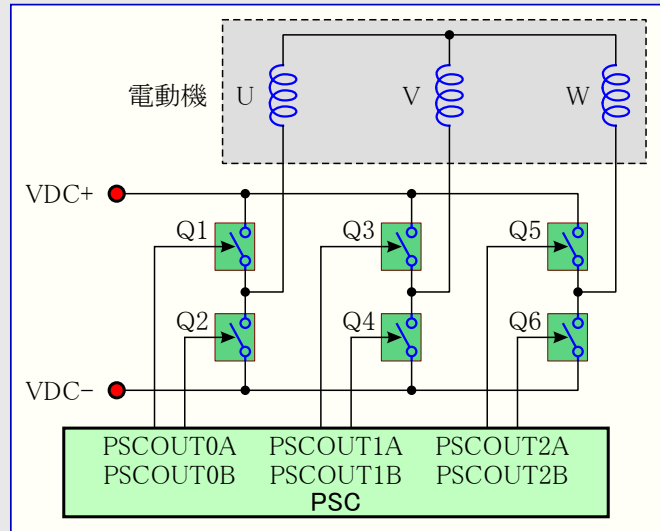 電動機 U V W
VDC+
Q1 Q3 Q5
Q2 Q4 Q6
VDC−
PSCOUT0A PSCOUT1A PSCOUT2A
PSCOUT0B PSCOUT1B PSCOUT2B
PSC